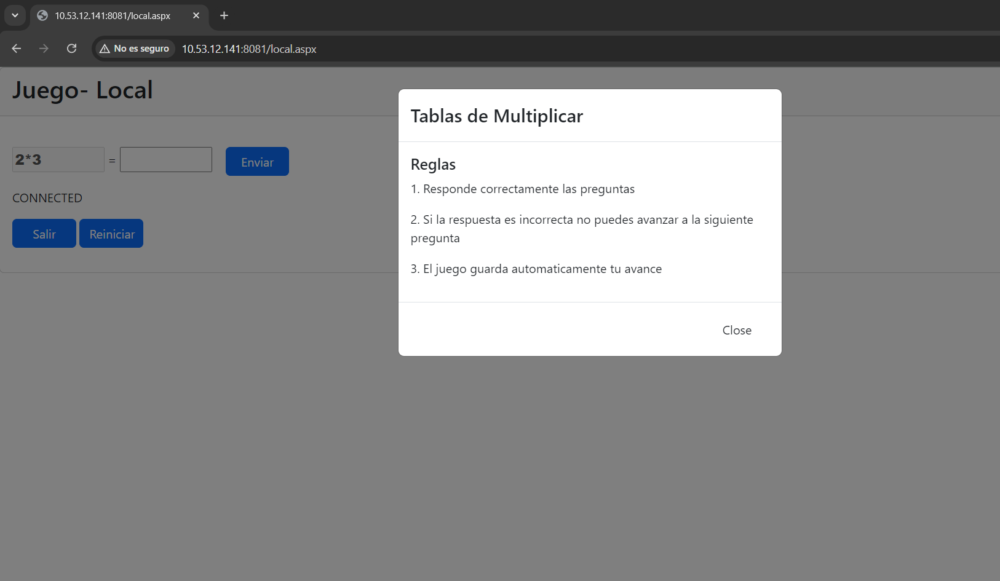 10.53.12.141:8081/local.aspx
No es seguro
10.53.12.141:8081/local.aspx
Juego- Local
2*3
=
Enviar
CONNECTED
Salir
Reiniciar
Tablas de Multiplicar
Reglas
1. Responde correctamente las preguntas
2. Si la respuesta es incorrecta no puedes avanzar a la siguiente
pregunta
3. El juego guarda automaticamente tu avance
Close